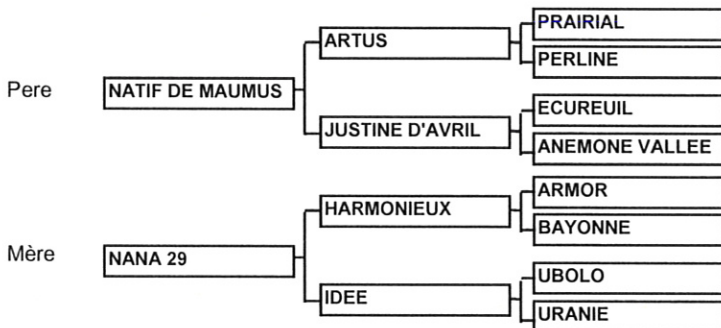 PRAIRIAL
ARTUS
PERLINE
Pere
NATIF DE MAUMUS
ECUREUIL
JUSTINE D'AVRIL
ANEMONE VALLEE
ARMOR
HARMONIEUX
BAYONNE
Mère
NANA 29
UBOLO
IDEE
URANIE